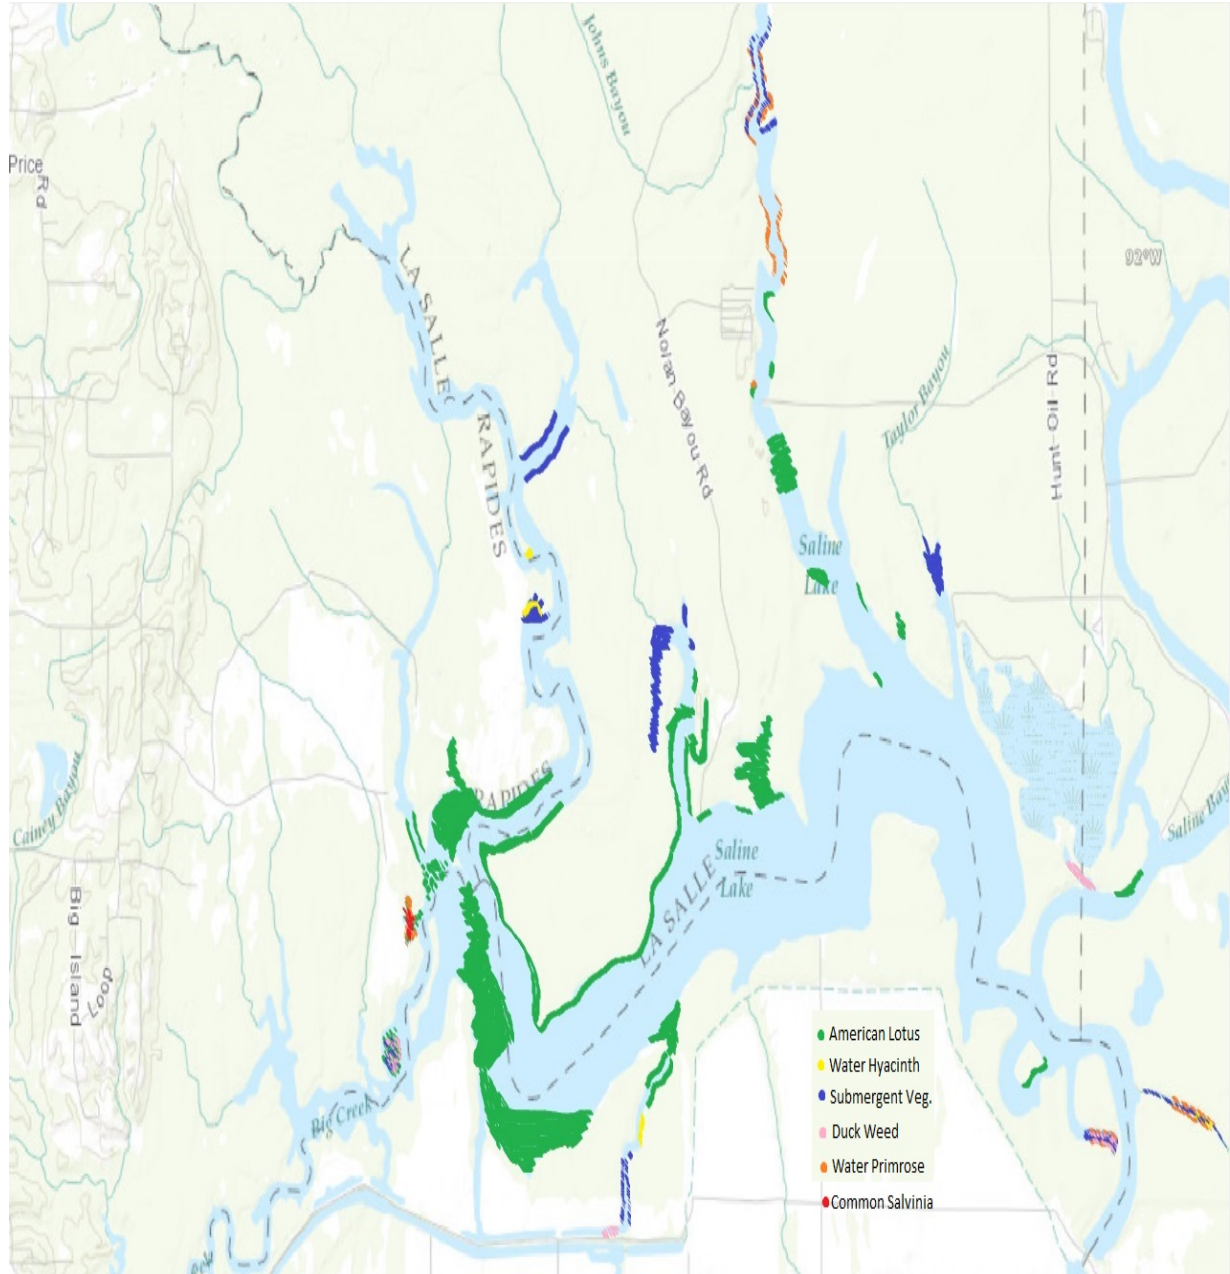 Johns Bayou
Price
Rd
92°W
LA SALLE
RAPIDES
Nolan Bayou Rd
Taylor Bayou
Hunt Oil Rd
Saline
Lake
RAPIDES
Cainey Bayou
Saline Bay
Saline
Lake
LA SALLE
Big Island
Loop
Big Creek
American Lotus
Water Hyacinth
Submergent Veg.
Duck Weed
Water Primrose
Common Salvinia